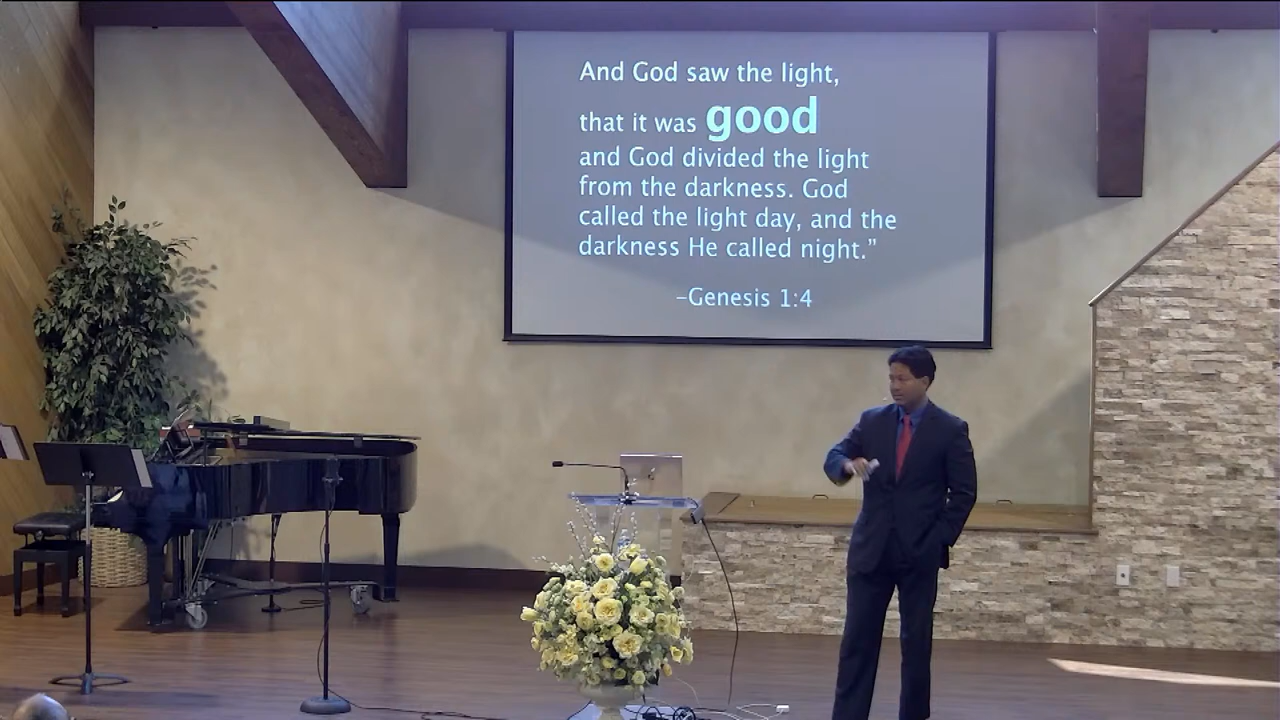 And God saw the light,
that it was good
and God divided the light
from the darkness. God
called the light day, and the
darkness He called night.”
–Genesis 1:4